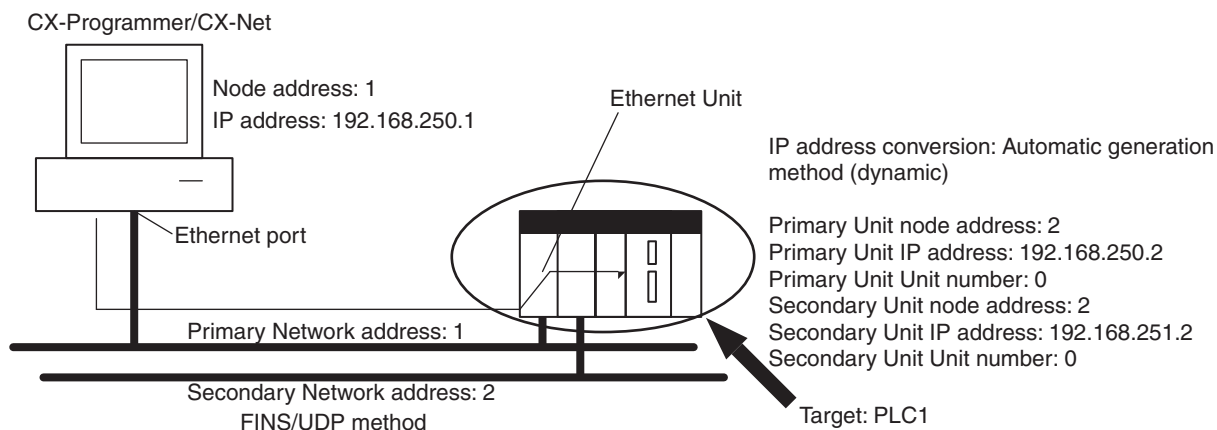 CX-Programmer/CX-Net
Node address: 1
IP address: 192.168.250.1
Ethernet Unit
Ethernet port
IP address conversion: Automatic generation
method (dynamic)
Primary Unit node address: 2
Primary Unit IP address: 192.168.250.2
Primary Unit Unit number: 0
Secondary Unit node address: 2
Secondary Unit IP address: 192.168.251.2
Secondary Unit Unit number: 0
Primary Network address: 1
Secondary Network address: 2
FINS/UDP method
Target: PLC1